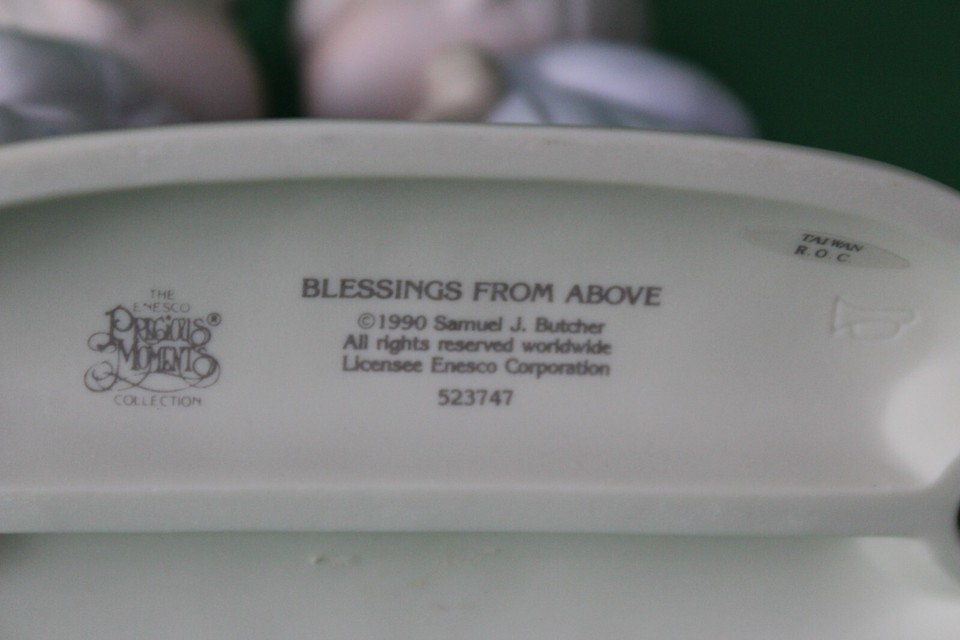 THE
ENESCO
PRECIOUS®
MOMENTS
COLLECTION
BLESSINGS FROM ABOVE
©1990 Samuel J. Butcher
All rights reserved worldwide
Licensee Enesco Corporation
523747
TAIWAN
R.O.C